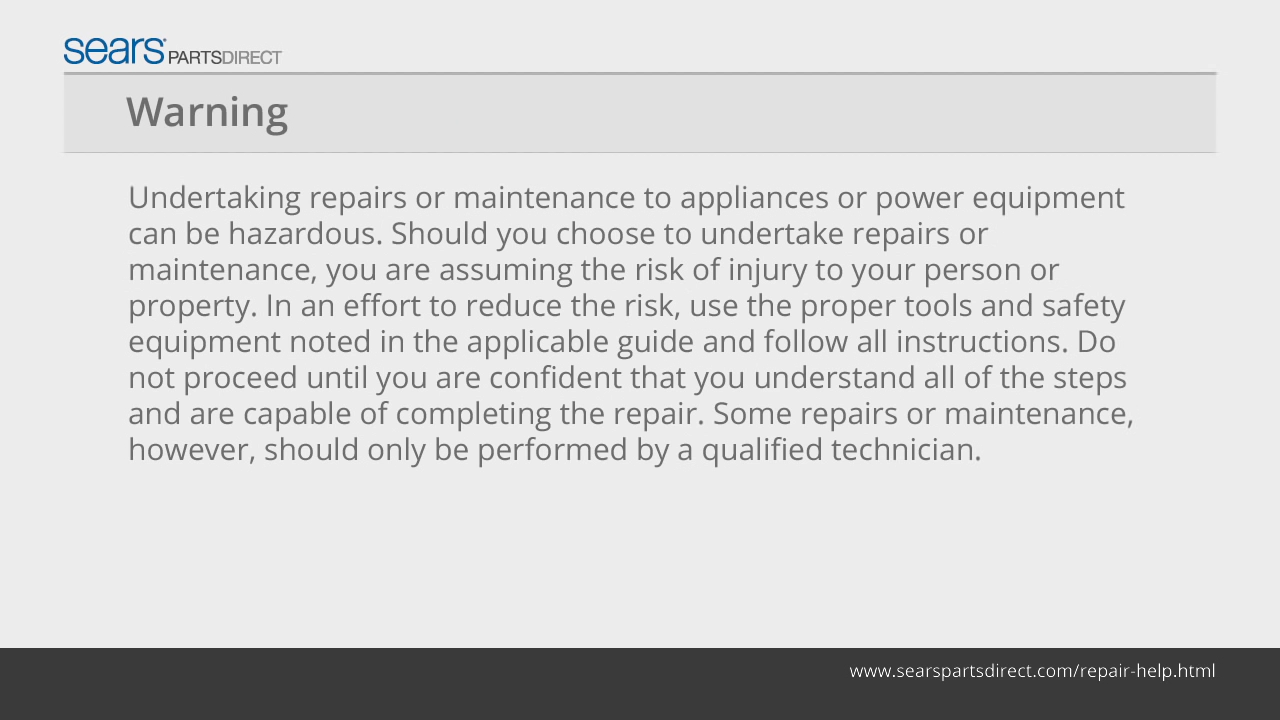 sears PARTSDIRECT
Warning
Undertaking repairs or maintenance to appliances or power equipment
can be hazardous. Should you choose to undertake repairs or
maintenance, you are assuming the risk of injury to your person or
property. In an effort to reduce the risk, use the proper tools and safety
equipment noted in the applicable guide and follow all instructions. Do
not proceed until you are confident that you understand all of the steps
and are capable of completing the repair. Some repairs or maintenance,
however, should only be performed by a qualified technician.
www.searspartsdirect.com/repair-help.html